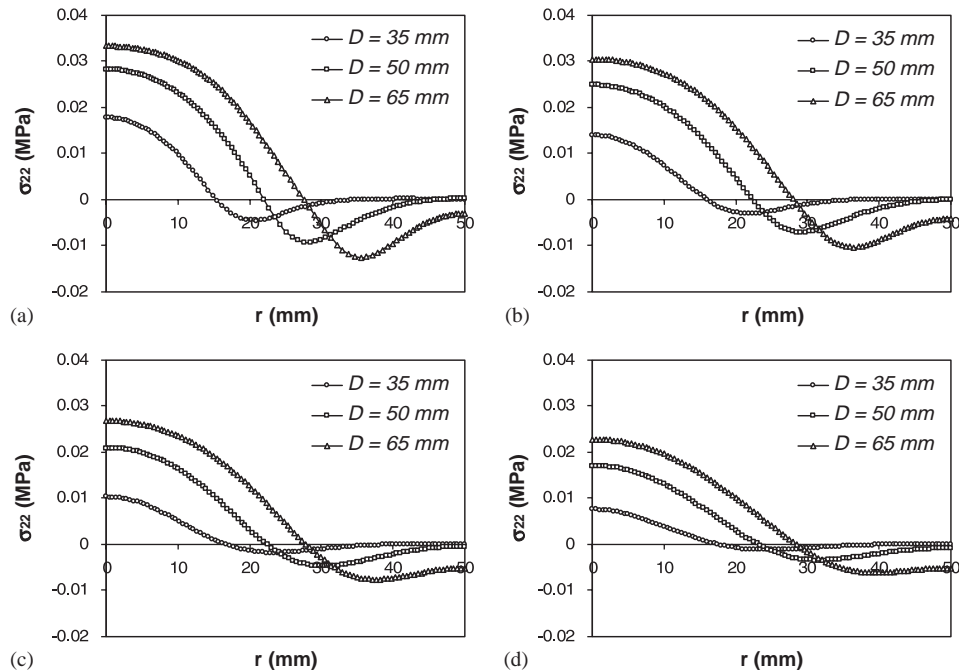 0.04
0.03
0.02
0.01
0
-0.01
-0.02
σ22 (MPa)
D = 35 mm
D = 50 mm
D = 65 mm
0 10 20 30 40 50
r (mm)
(a)
0.04
0.03
0.02
0.01
0
-0.01
-0.02
σ22 (MPa)
D = 35 mm
D = 50 mm
D = 65 mm
0 10 20 30 40 50
r (mm)
(b)
0.04
0.03
0.02
0.01
0
-0.01
-0.02
σ22 (MPa)
D = 35 mm
D = 50 mm
D = 65 mm
0 10 20 30 40 50
r (mm)
(c)
0.04
0.03
0.02
0.01
0
-0.01
-0.02
σ22 (MPa)
D = 35 mm
D = 50 mm
D = 65 mm
0 10 20 30 40 50
r (mm)
(d)